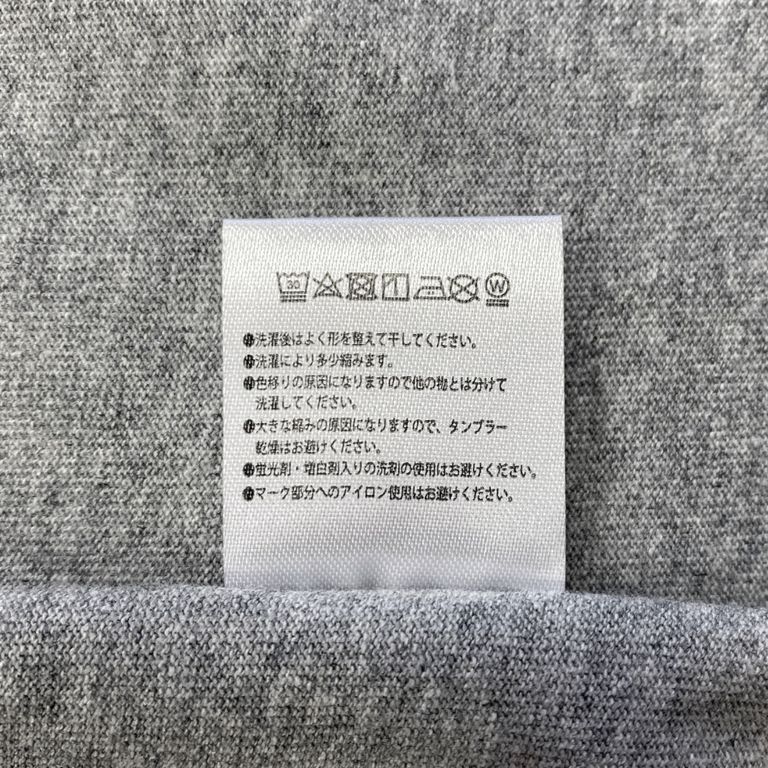 30 W
●洗濯後はよく形を整えて干してください。
●洗濯により多少縮みます。
●色移りの原因になりますので他の物とは分けて
洗濯してください。
●大きな縮みの原因になりますので、タンブラー
乾燥はお避けください。
●蛍光剤・増白剤入りの洗剤の使用はお避けください。
●マーク部分へのアイロン使用はお避けください。